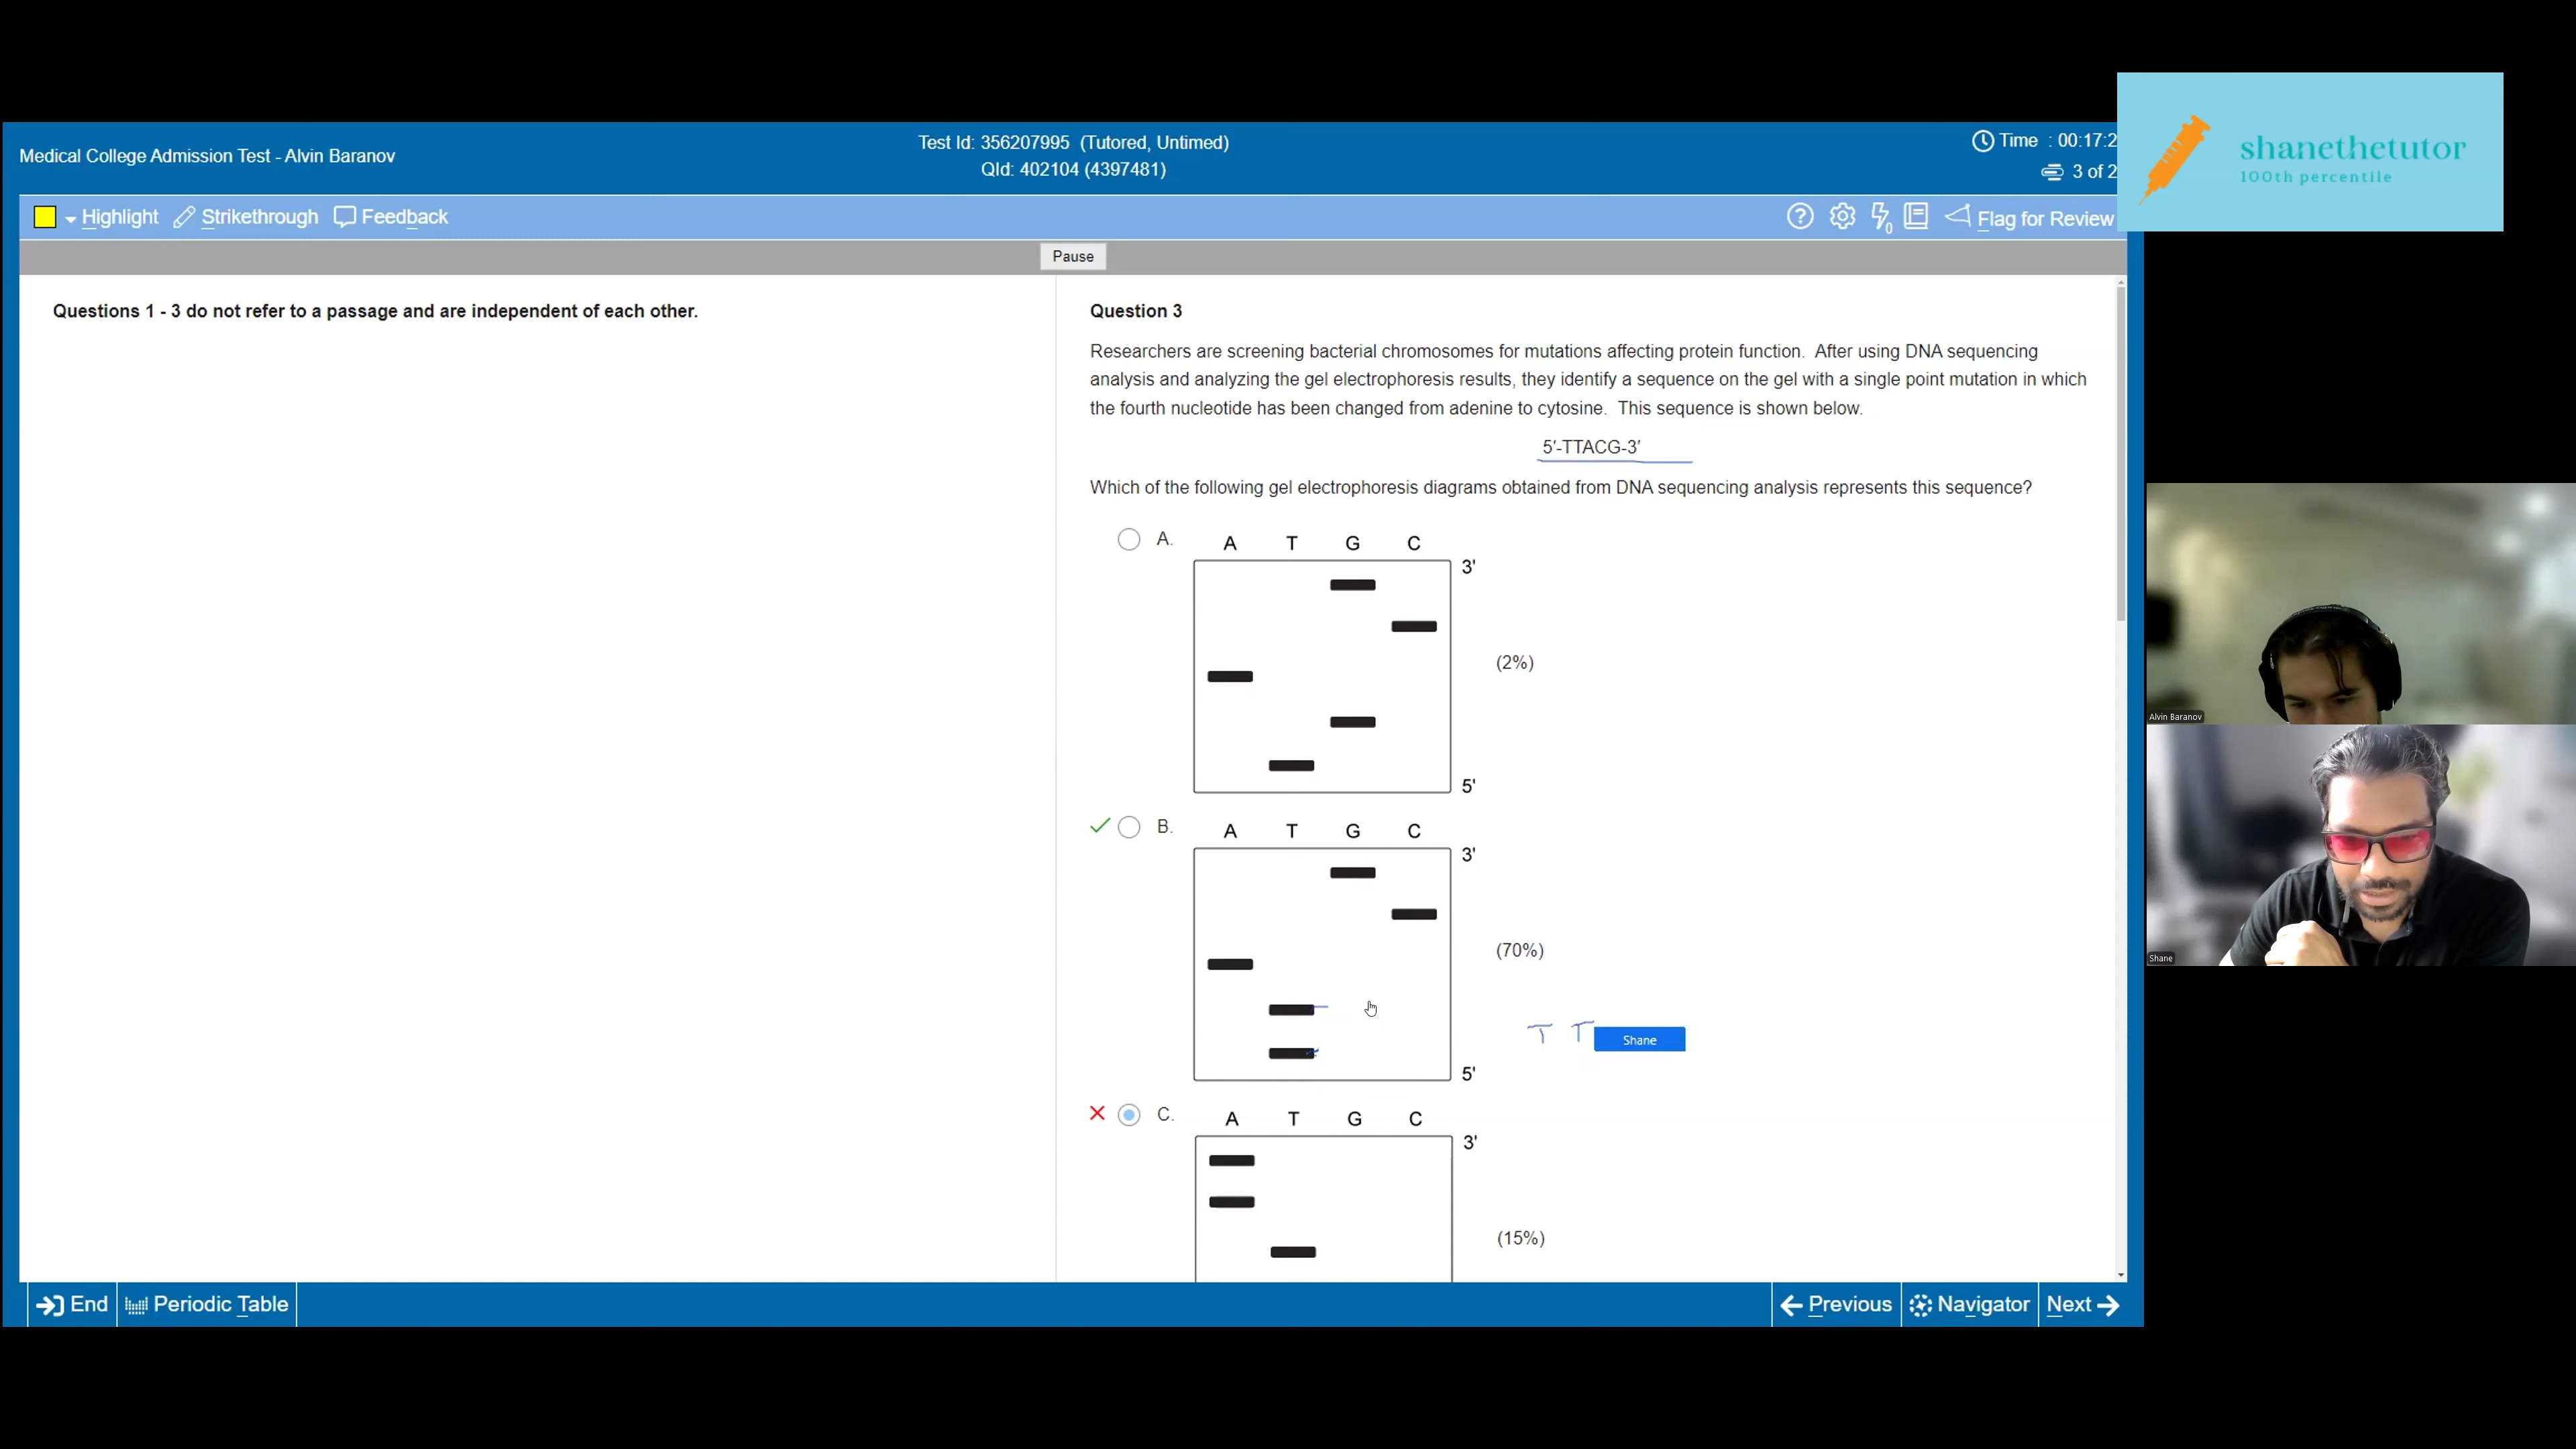 shanethetutor
100th percentile
Medical College Admission Test - Alvin Baranov
Test Id: 356207995 (Tutored, Untimed)
QId: 402104 (4397481)
Time : 00:17:2
3 of 2
Highlight
Strikethrough
Feedback
0
Flag for Review
Pause
Questions 1 - 3 do not refer to a passage and are independent of each other.
Question 3
Researchers are screening bacterial chromosomes for mutations affecting protein function. After using DNA sequencing
analysis and analyzing the gel electrophoresis results, they identify a sequence on the gel with a single point mutation in which
the fourth nucleotide has been changed from adenine to cytosine. This sequence is shown below.
5'-TTACG-3'
Which of the following gel electrophoresis diagrams obtained from DNA sequencing analysis represents this sequence?
A.
A T G C
3'
(2%)
5'
B.
A T G C
3'
(70%)
T T
Shane
5'
C.
A T G C
3'
(15%)
Alvin Baranov
Shane
End
Periodic Table
Previous
Navigator
Next